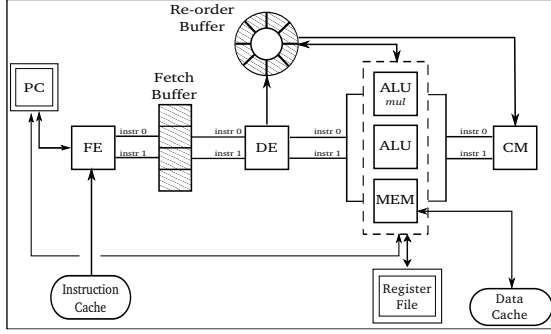 Re-order
Buffer
PC
Fetch
Buffer
ALU
mul
FE
instr 0
instr 1
instr 0
instr 1
DE
instr 0
instr 1
ALU
instr 0
instr 1
CM
MEM
Instruction
Cache
Register
File
Data
Cache